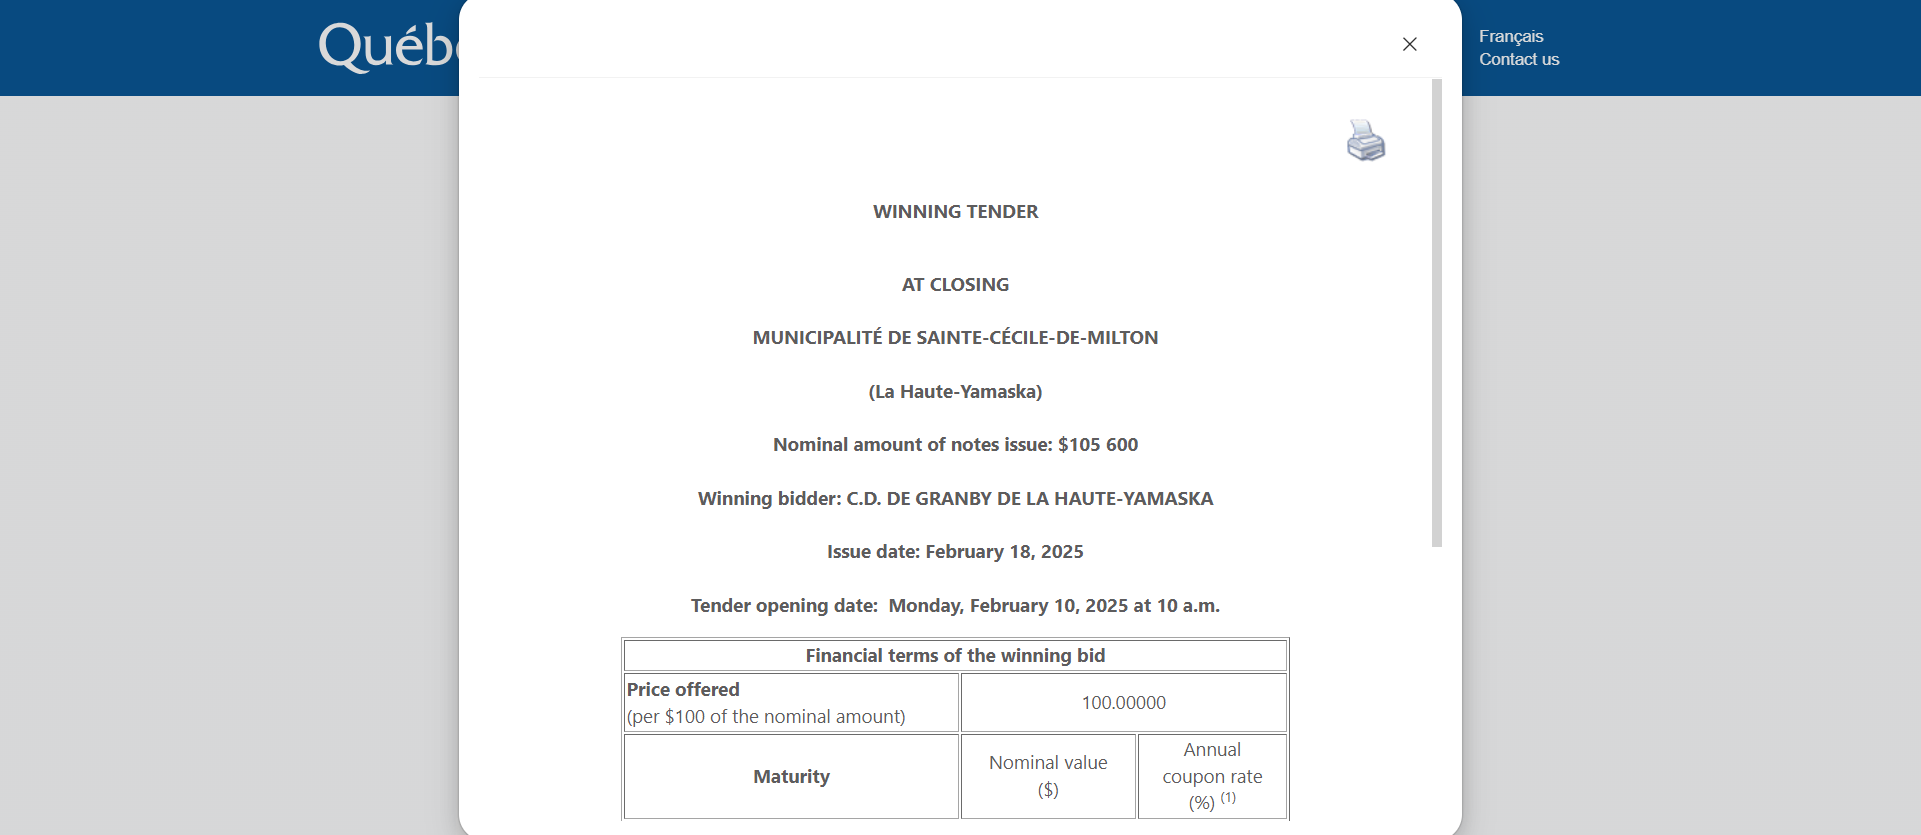 Québ
Français
Contact us
WINNING TENDER
AT CLOSING
MUNICIPALITÉ DE SAINTE-CÉCILE-DE-MILTON
(La Haute-Yamaska)
Nominal amount of notes issue: $105 600
Winning bidder: C.D. DE GRANBY DE LA HAUTE-YAMASKA
Issue date: February 18, 2025
Tender opening date:  Monday, February 10, 2025 at 10 a.m.
Financial terms of the winning bid
Price offered
(per $100 of the nominal amount)
100.00000
Maturity
Nominal value
($)
Annual
coupon rate
(%) (1)